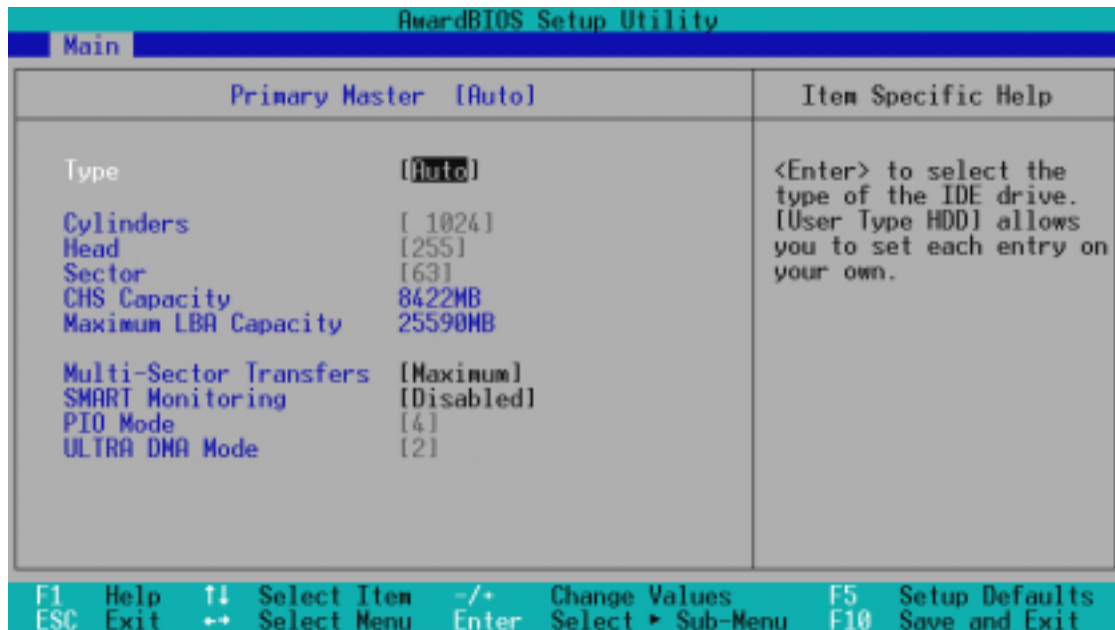 AwardBIOS Setup Utility
Main
Primary Master [Auto]
Item Specific Help
Type [Auto]
Cylinders [ 1024]
Head [255]
Sector [63]
CHS Capacity 8422MB
Maximum LBA Capacity 25590MB
Multi-Sector Transfers [Maximum]
SMART Monitoring [Disabled]
PIO Mode [4]
ULTRA DMA Mode [2]
<Enter> to select the
type of the IDE drive.
[User Type HDD] allows
you to set each entry on
your own.
F1 Help ↑↓ Select Item -/+ Change Values F5 Setup Defaults
ESC Exit ←→ Select Menu Enter Select ► Sub-Menu F10 Save and Exit